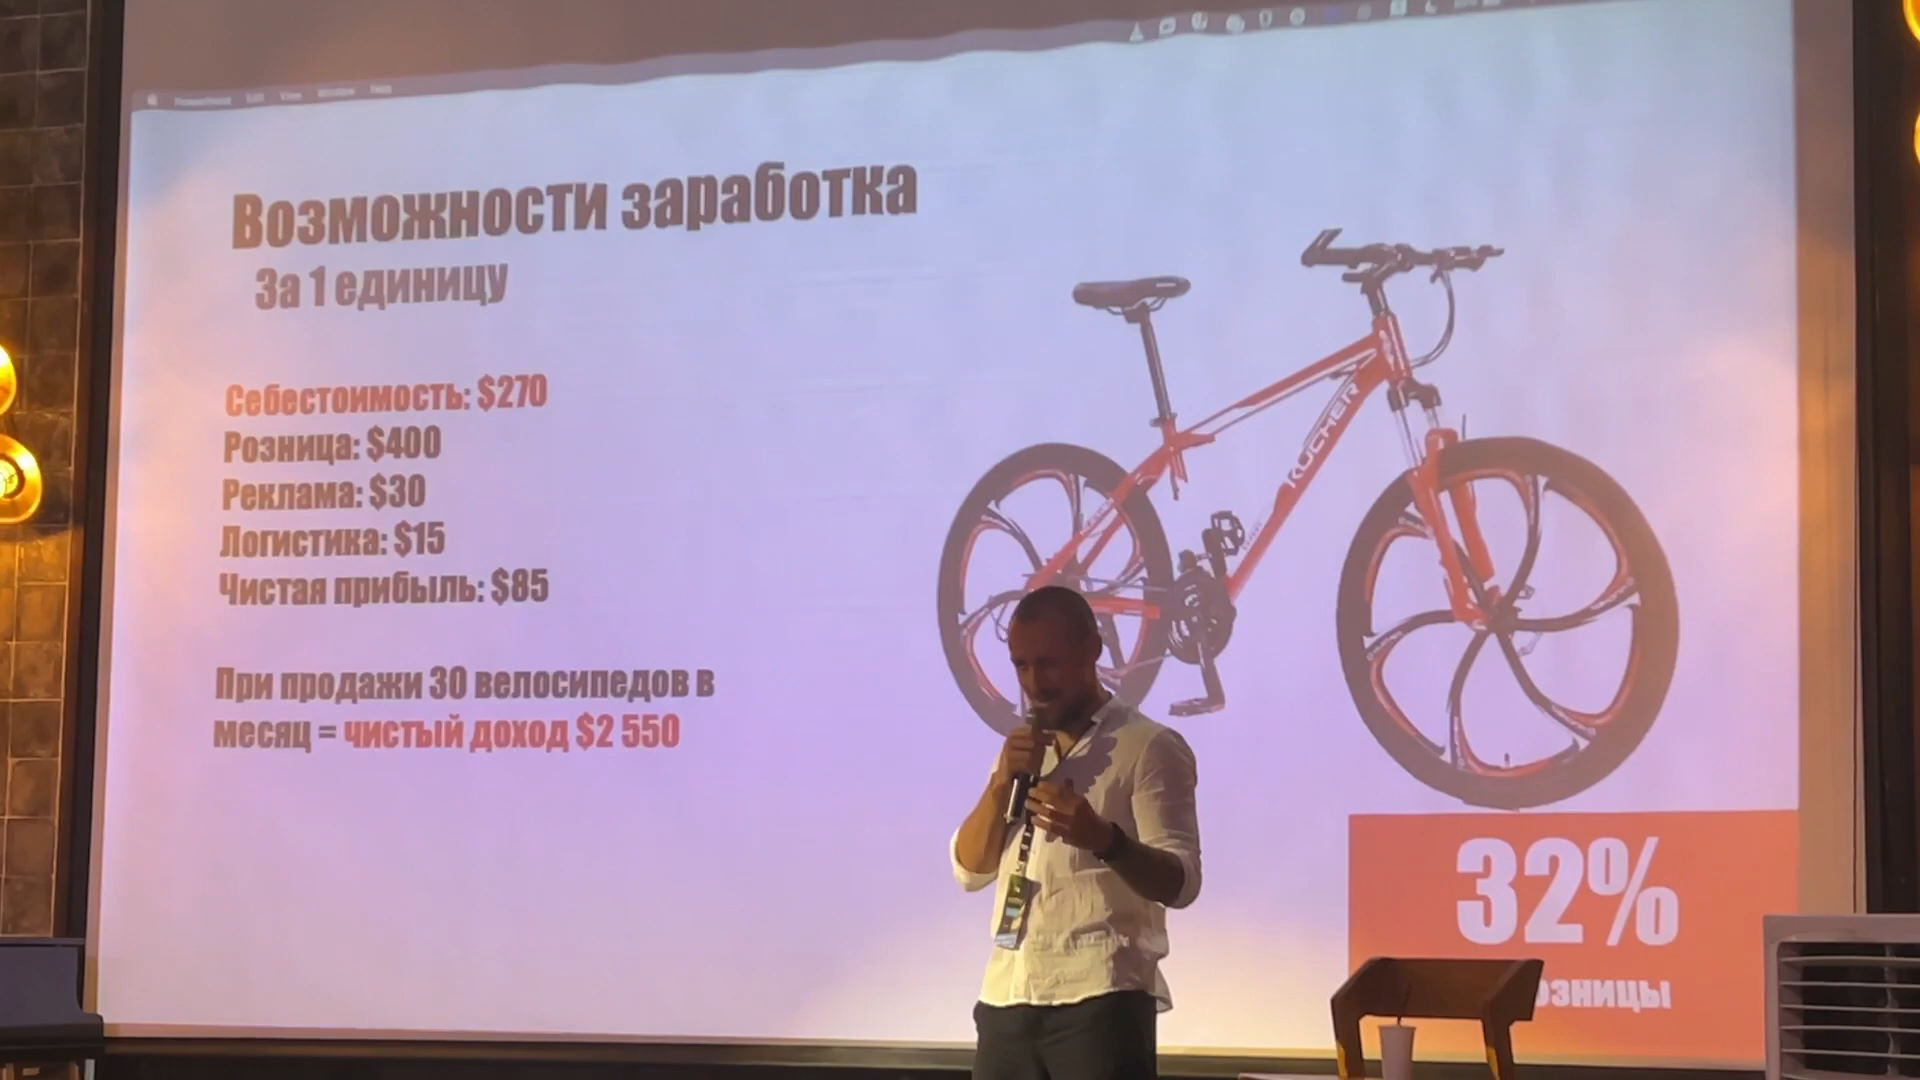 Возможности заработка
За 1 единицу
Себестоимость: $270
Розница: $400
Реклама: $30
Логистика: $15
Чистая прибыль: $85
При продажи 30 велосипедов в
месяц = чистый доход $2 550
KUCHER
32%